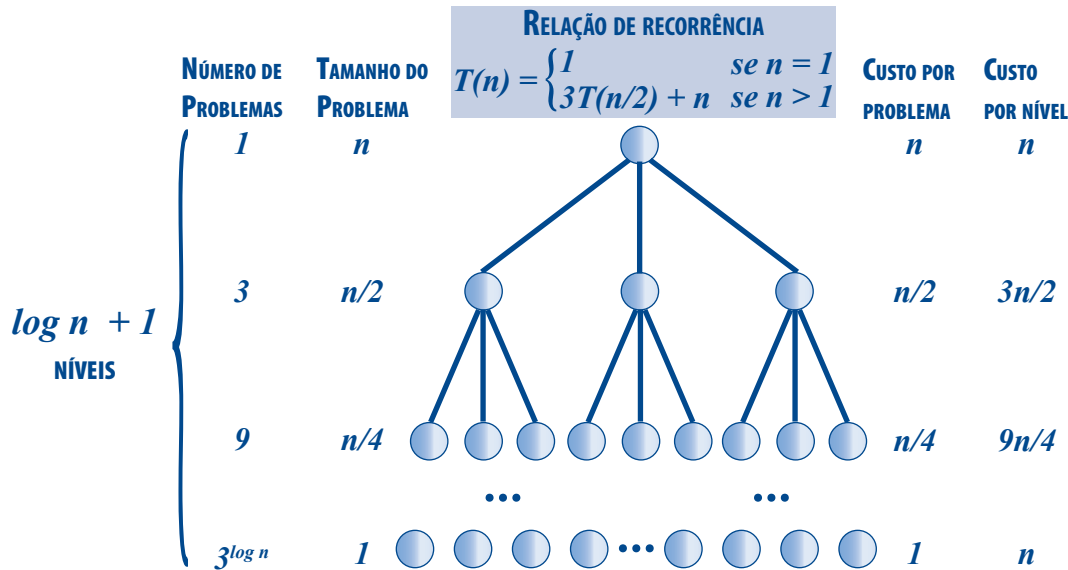 RELAÇÃO DE RECORRÊNCIA
T(n) = { 1 se n = 1
3T(n/2) + n se n > 1
NÚMERO DE PROBLEMAS
TAMANHO DO PROBLEMA
CUSTO POR PROBLEMA
CUSTO POR NÍVEL
1 n n n
3 n/2 n/2 3n/2
log n + 1
NÍVEIS
9 n/4 n/4 9n/4
... ...
3^log n 1 ... 1 n